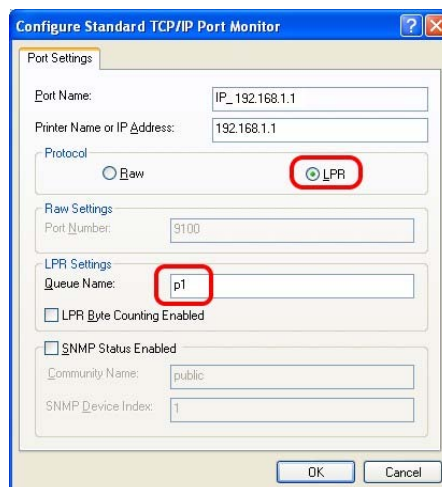 Configure Standard TCP/IP Port Monitor
Port Settings
Port Name: IP_192.168.1.1
Printer Name or IP Address: 192.168.1.1
Protocol
Raw LPR
Raw Settings
Port Number: 9100
LPR Settings
Queue Name: p1
LPR Byte Counting Enabled
SNMP Status Enabled
Community Name: public
SNMP Device Index: 1
OK Cancel